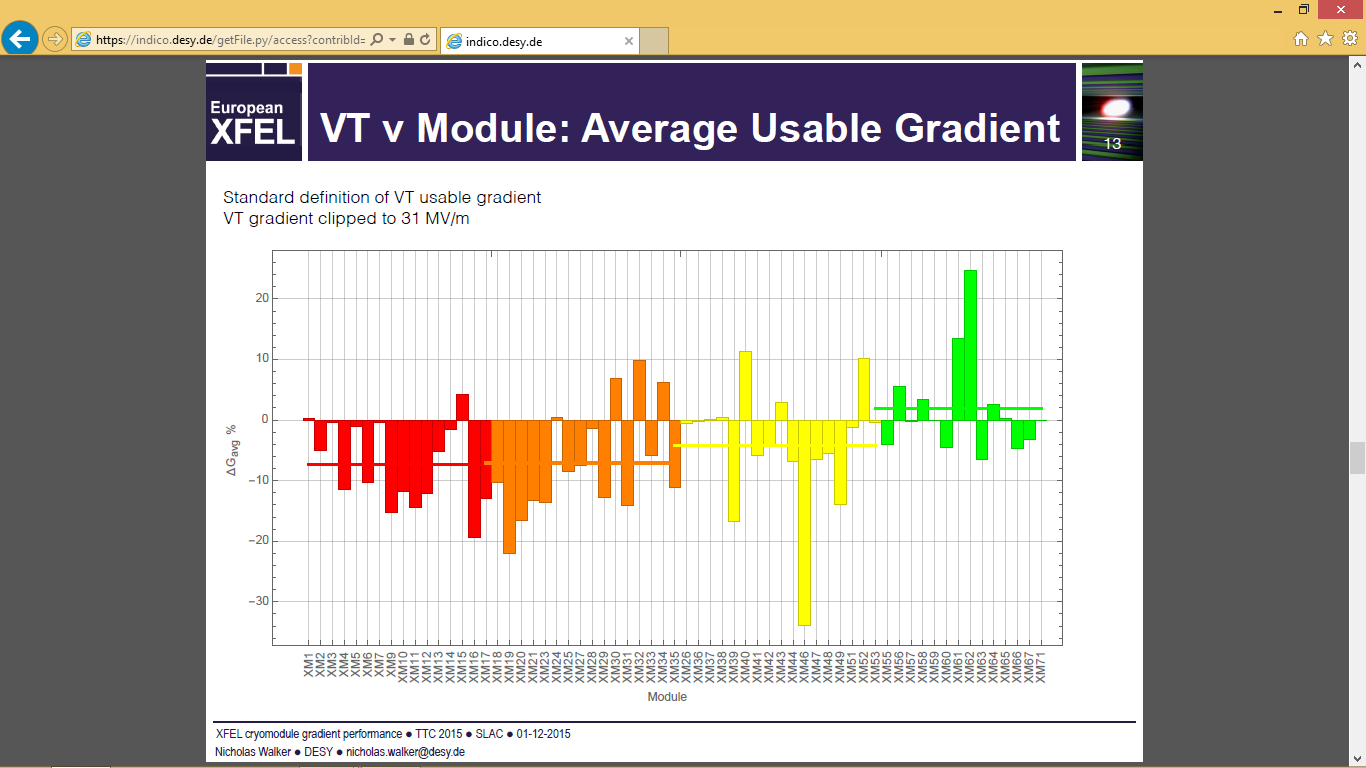 https://indico.desy.de/getFile.py/access?contribId=
indico.desy.de
European
XFEL
VT v Module: Average Usable Gradient
13
Standard definition of VT usable gradient
VT gradient clipped to 31 MV/m
20
10
0
−10
−20
−30
ΔGavg %
XM1 XM2 XM3 XM4 XM5 XM6 XM7 XM9 XM10 XM11 XM12 XM13 XM14 XM15 XM16 XM17 XM18 XM19 XM20 XM21 XM23 XM24 XM25 XM27 XM28 XM29 XM30 XM31 XM32 XM33 XM34 XM35 XM26 XM36 XM37 XM38 XM39 XM40 XM41 XM42 XM43 XM44 XM46 XM47 XM48 XM49 XM51 XM52 XM53 XM55 XM56 XM57 XM58 XM59 XM60 XM61 XM62 XM63 XM64 XM65 XM66 XM67 XM71
Module
XFEL cryomodule gradient performance ● TTC 2015 ● SLAC ● 01-12-2015
Nicholas Walker ● DESY ● nicholas.walker@desy.de